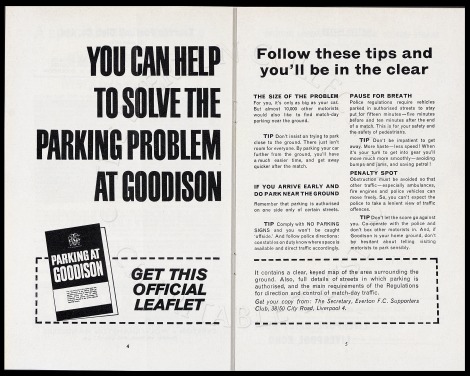 YOU CAN HELP
TO SOLVE THE
PARKING PROBLEM
AT GOODISON
PARKING AT
GOODISON
GET THIS
OFFICIAL
LEAFLET
4
Follow these tips and
you'll be in the clear
THE SIZE OF THE PROBLEM
For you, it's only as big as your car.
But almost 10,000 other motorists
would also like to find match-day
parking over the ground.
TIP Don't insist on trying to park
close to the ground. There just isn't
room for everyone. By parking your car
further from the ground, you'll have
a much easier time, and get away
quicker after the match.
IF YOU ARRIVE EARLY AND
DO PARK NEAR THE GROUND
Remember that parking is authorised
on one side only of certain streets.
TIP Comply with NO PARKING
SIGNS and you won't be caught
'offside.' And follow police directions:
constables on duty know where space is
available and direct traffic accordingly.
PAUSE FOR BREATH
Police regulations require vehicles
parked in authorised streets to stay
put for fifteen minutes—five minutes
before and ten minutes after the end
of a match. This is for your safety and
the safety of pedestrians.
TIP Don't be impatient to get
away. More haste—less speed! When
it's your turn to get into gear you'll
move much more smoothly—avoiding
bumps and jams, and saving petrol!
PENALTY SPOT
Obstruction must be avoided so that
other traffic—especially ambulances,
fire engines and police vehicles can
move freely. So, you can't expect the
police to take a lenient view of traffic
offences.
TIP Don't let the score go against
you. Co-operate with the police and
don't box other motorists in. And, if
Goodison is your home ground, don't
be hesitant about telling visiting
motorists to park sensibly.
It contains a clear, keyed map of the area surrounding the
ground. Also, full details of streets in which parking is
authorised, and the main requirements of the Regulations
for direction and control of match-day traffic.
Get your copy from: The Secretary, Everton F.C. Supporters
Club, 38/50 City Road, Liverpool 4.
5